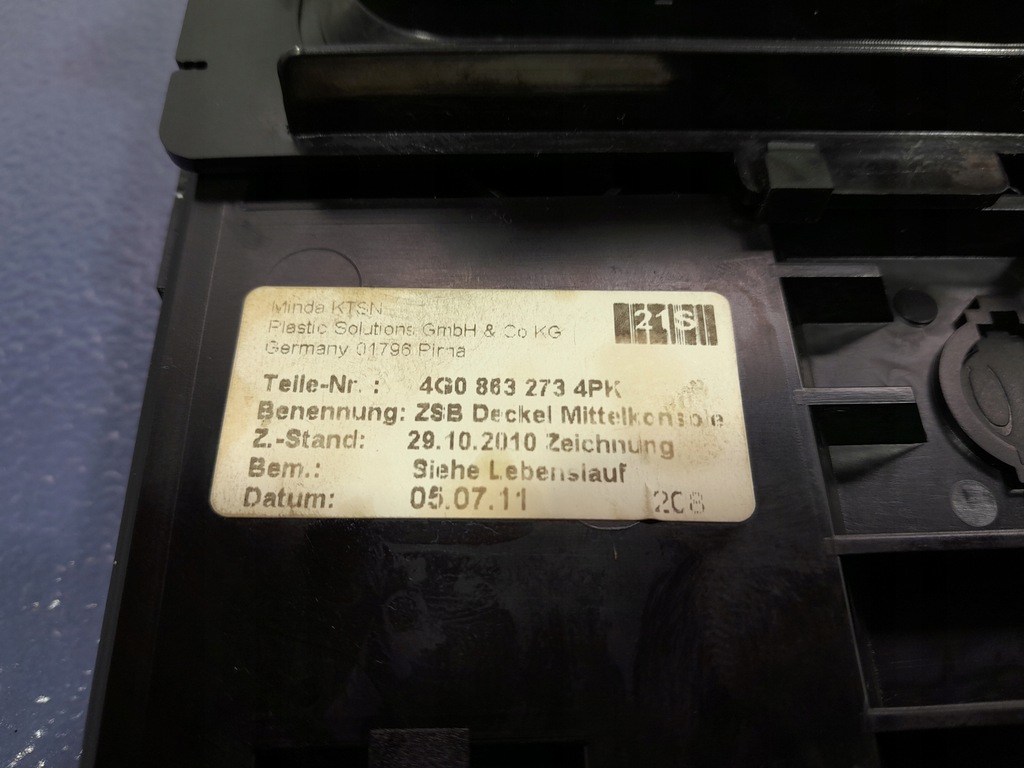 Minda KTSN
Plastic Solutions GmbH & Co KG
Germany 01796 Pirna
21S
Teile-Nr. : 4G0 863 273 4PK
Benennung: ZSB Deckel Mittelkonsole
Z.-Stand: 29.10.2010 Zeichnung
Bem.: Siehe Lebenslauf
Datum: 05.07.11 208